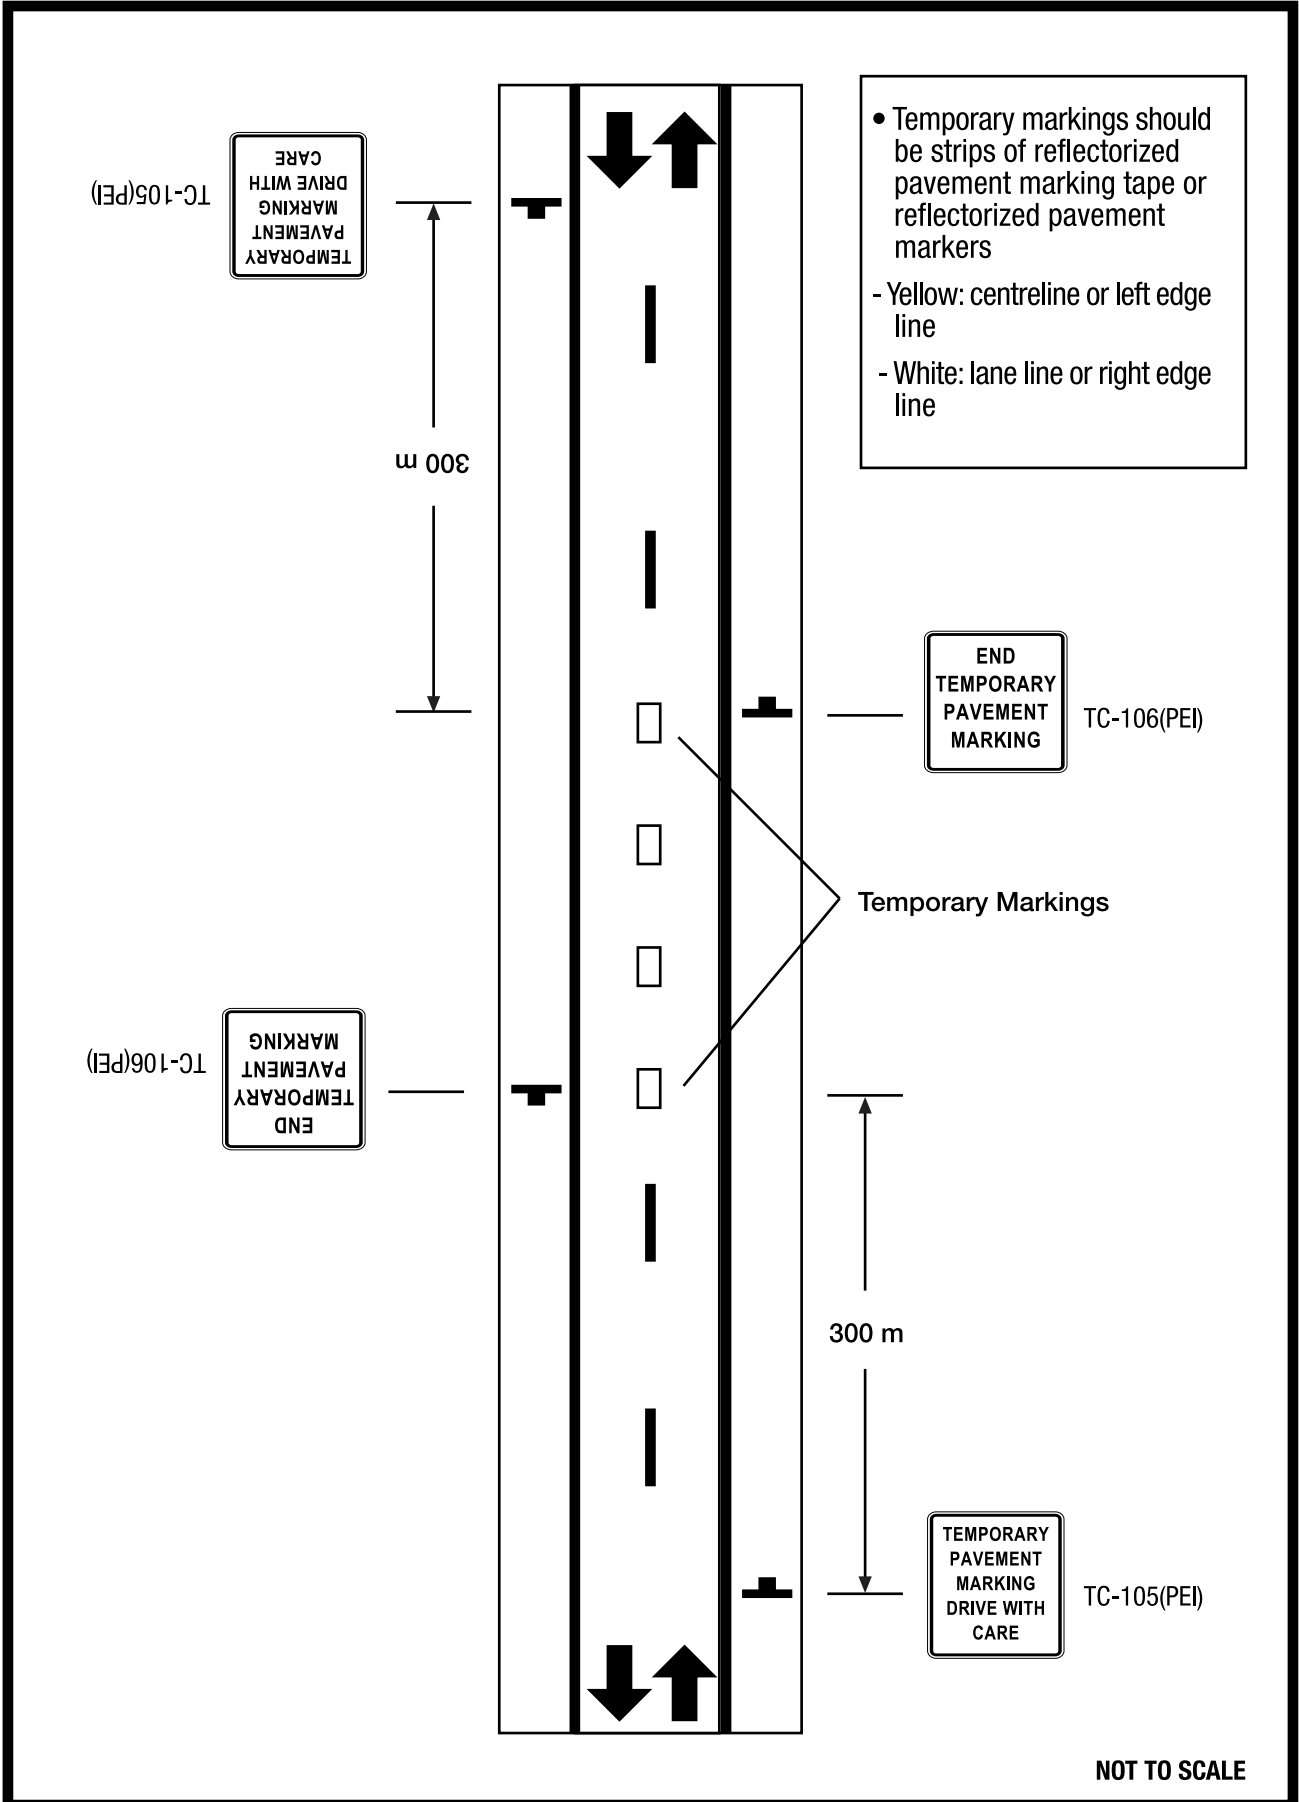 TEMPORARY
PAVEMENT
MARKING
DRIVE WITH
CARE
TC-105(PEI)
• Temporary markings should
be strips of reflectorized
pavement marking tape or
reflectorized pavement
markers
- Yellow: centreline or left edge
line
- White: lane line or right edge
line
300 m
END
TEMPORARY
PAVEMENT
MARKING
TC-106(PEI)
Temporary Markings
END
TEMPORARY
PAVEMENT
MARKING
TC-106(PEI)
300 m
TEMPORARY
PAVEMENT
MARKING
DRIVE WITH
CARE
TC-105(PEI)
NOT TO SCALE